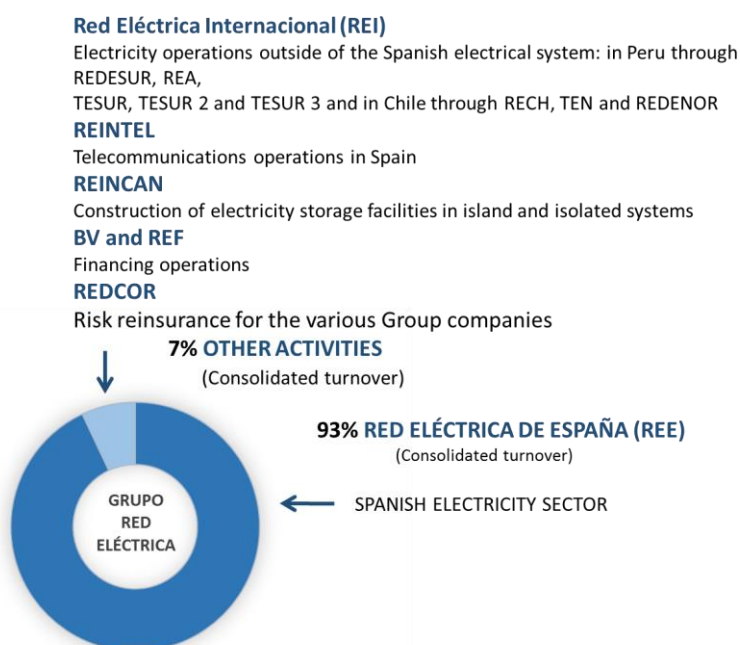 Red Eléctrica Internacional (REI)
Electricity operations outside of the Spanish electrical system: in Peru through
REDESUR, REA,
TESUR, TESUR 2 and TESUR 3 and in Chile through RECH, TEN and REDENOR
REINTEL
Telecommunications operations in Spain
REINCAN
Construction of electricity storage facilities in island and isolated systems
BV and REF
Financing operations
REDCOR
Risk reinsurance for the various Group companies
7% OTHER ACTIVITIES
(Consolidated turnover)
93% RED ELÉCTRICA DE ESPAÑA (REE)
(Consolidated turnover)
SPANISH ELECTRICITY SECTOR
GRUPO
RED
ELÉCTRICA